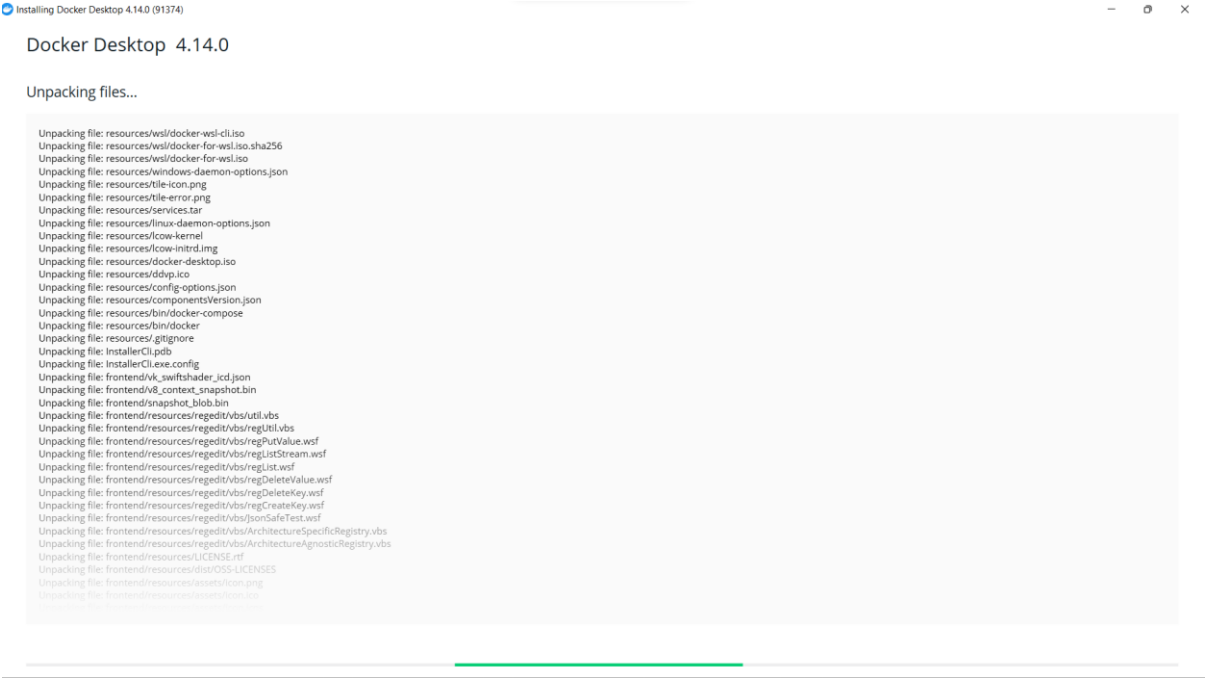 Installing Docker Desktop 4.14.0 (91374)
Docker Desktop 4.14.0
Unpacking files...
Unpacking file: resources/wsl/docker-wsl-cli.iso
Unpacking file: resources/wsl/docker-for-wsl.iso.sha256
Unpacking file: resources/wsl/docker-for-wsl.iso
Unpacking file: resources/windows-daemon-options.json
Unpacking file: resources/tile-icon.png
Unpacking file: resources/tile-error.png
Unpacking file: resources/services.tar
Unpacking file: resources/linux-daemon-options.json
Unpacking file: resources/lcow-kernel
Unpacking file: resources/lcow-initrd.img
Unpacking file: resources/docker-desktop.iso
Unpacking file: resources/ddvp.ico
Unpacking file: resources/config-options.json
Unpacking file: resources/componentsVersion.json
Unpacking file: resources/bin/docker-compose
Unpacking file: resources/bin/docker
Unpacking file: resources/.gitignore
Unpacking file: InstallerCli.pdb
Unpacking file: InstallerCli.exe.config
Unpacking file: frontend/vk_swiftshader_icd.json
Unpacking file: frontend/v8_context_snapshot.bin
Unpacking file: frontend/snapshot_blob.bin
Unpacking file: frontend/resources/regedit/vbs/util.vbs
Unpacking file: frontend/resources/regedit/vbs/regUtil.vbs
Unpacking file: frontend/resources/regedit/vbs/regPutValue.wsf
Unpacking file: frontend/resources/regedit/vbs/regListStream.wsf
Unpacking file: frontend/resources/regedit/vbs/regList.wsf
Unpacking file: frontend/resources/regedit/vbs/regDeleteValue.wsf
Unpacking file: frontend/resources/regedit/vbs/regDeleteKey.wsf
Unpacking file: frontend/resources/regedit/vbs/regCreateKey.wsf
Unpacking file: frontend/resources/regedit/vbs/JsonSafeTest.wsf
Unpacking file: frontend/resources/regedit/vbs/ArchitectureSpecificRegistry.vbs
Unpacking file: frontend/resources/regedit/vbs/ArchitectureAgnosticRegistry.vbs
Unpacking file: frontend/resources/LICENSE.rtf
Unpacking file: frontend/resources/dist/OSS-LICENSES
Unpacking file: frontend/resources/assets/icon.png
Unpacking file: frontend/resources/assets/icon.ico